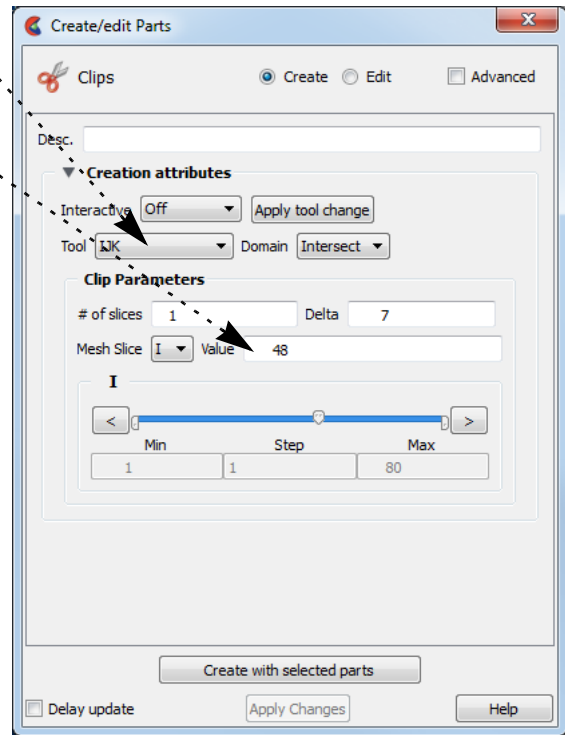 Create/edit Parts
Clips Create Edit Advanced
Desc.
Creation attributes
Interactive Off Apply tool change
Tool IJK Domain Intersect
Clip Parameters
# of slices 1 Delta 7
Mesh Slice I Value 48
I
< >
Min Step Max
1 1 80
Create with selected parts
Delay update Apply Changes Help